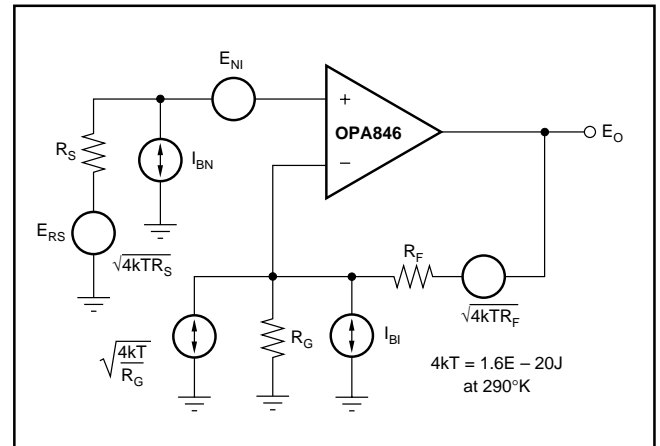 E_NI
+
OPA846
−
E_O
R_S
I_BN
E_RS
√4kTR_S
R_F
√4kTR_F
√4kT/R_G
R_G
I_BI
4kT = 1.6E – 20J
at 290°K